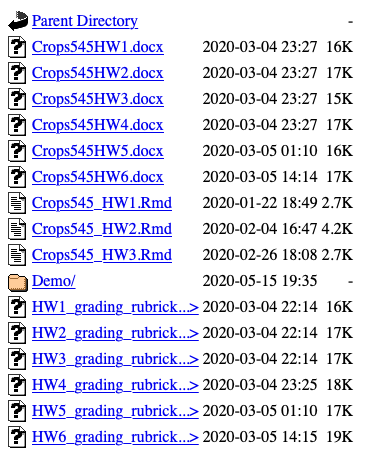 Parent Directory -
Crops545HW1.docx 2020-03-04 23:27 16K
Crops545HW2.docx 2020-03-04 23:27 17K
Crops545HW3.docx 2020-03-04 23:27 15K
Crops545HW4.docx 2020-03-04 23:27 17K
Crops545HW5.docx 2020-03-05 01:10 16K
Crops545HW6.docx 2020-03-05 14:14 17K
Crops545_HW1.Rmd 2020-01-22 18:49 2.7K
Crops545_HW2.Rmd 2020-02-04 16:47 4.2K
Crops545_HW3.Rmd 2020-02-26 18:08 2.7K
Demo/ 2020-05-15 19:35 -
HW1_grading_rubrick...> 2020-03-04 22:14 16K
HW2_grading_rubrick...> 2020-03-04 22:14 17K
HW3_grading_rubrick...> 2020-03-04 22:14 17K
HW4_grading_rubrick...> 2020-03-04 23:25 18K
HW5_grading_rubrick...> 2020-03-05 01:10 17K
HW6_grading_rubrick...> 2020-03-05 14:15 19K